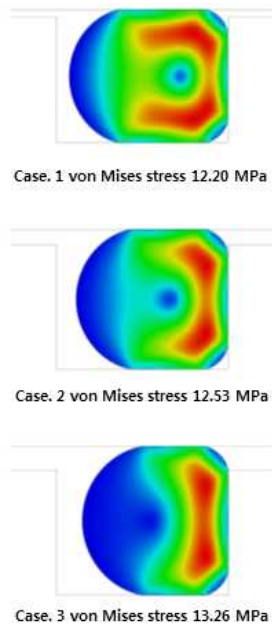 Case. 1 von Mises stress 12.20 MPa
Case. 2 von Mises stress 12.53 MPa
Case. 3 von Mises stress 13.26 MPa